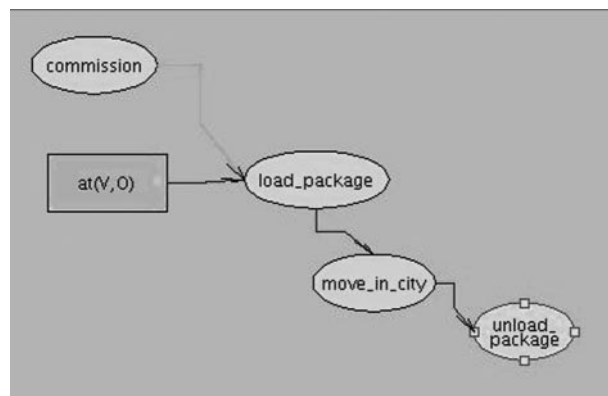 commission
at(V,O)
load_package
move_in_city
unload_
package